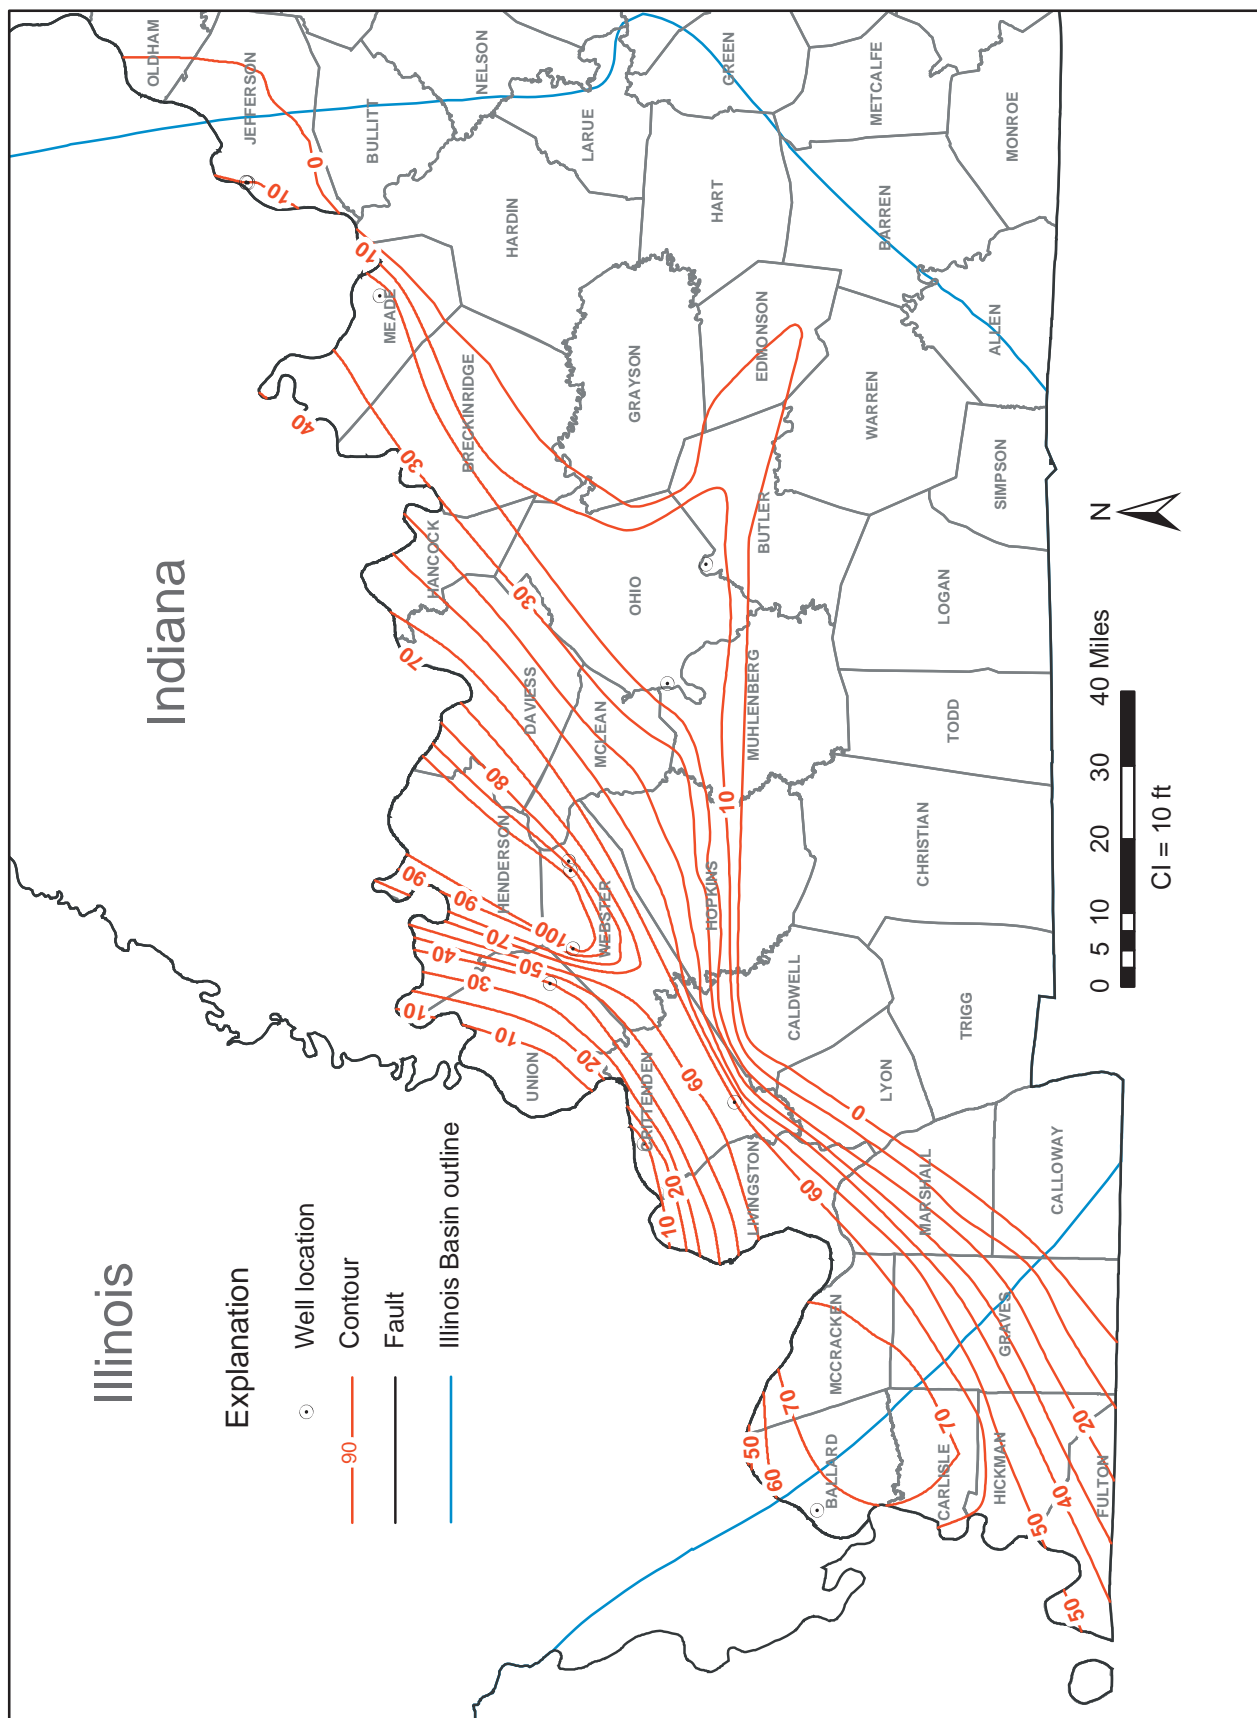 Illinois
Indiana
Explanation
Well location
90
Contour
Fault
Illinois Basin outline
OLDHAM
JEFFERSON
BULLITT
NELSON
LARUE
GREEN
METCALFE
MONROE
HARDIN
HART
BARREN
ALLEN
MEADE
BRECKINRIDGE
GRAYSON
EDMONSON
WARREN
SIMPSON
HANCOCK
OHIO
BUTLER
LOGAN
DAVIESS
MCLEAN
MUHLENBERG
TODD
HENDERSON
WEBSTER
HOPKINS
CHRISTIAN
UNION
CRITTENDEN
CALDWELL
TRIGG
LYON
LIVINGSTON
MARSHALL
CALLOWAY
MCCRACKEN
GRAVES
BALLARD
CARLISLE
HICKMAN
FULTON
10
0
10
40
30
30
70
80
90
90
100
70
50
40
30
10
10
20
60
10
20
10
0
60
70
70
50
60
50
40
20
50
N
0 5 10 20 30 40 Miles
CI = 10 ft